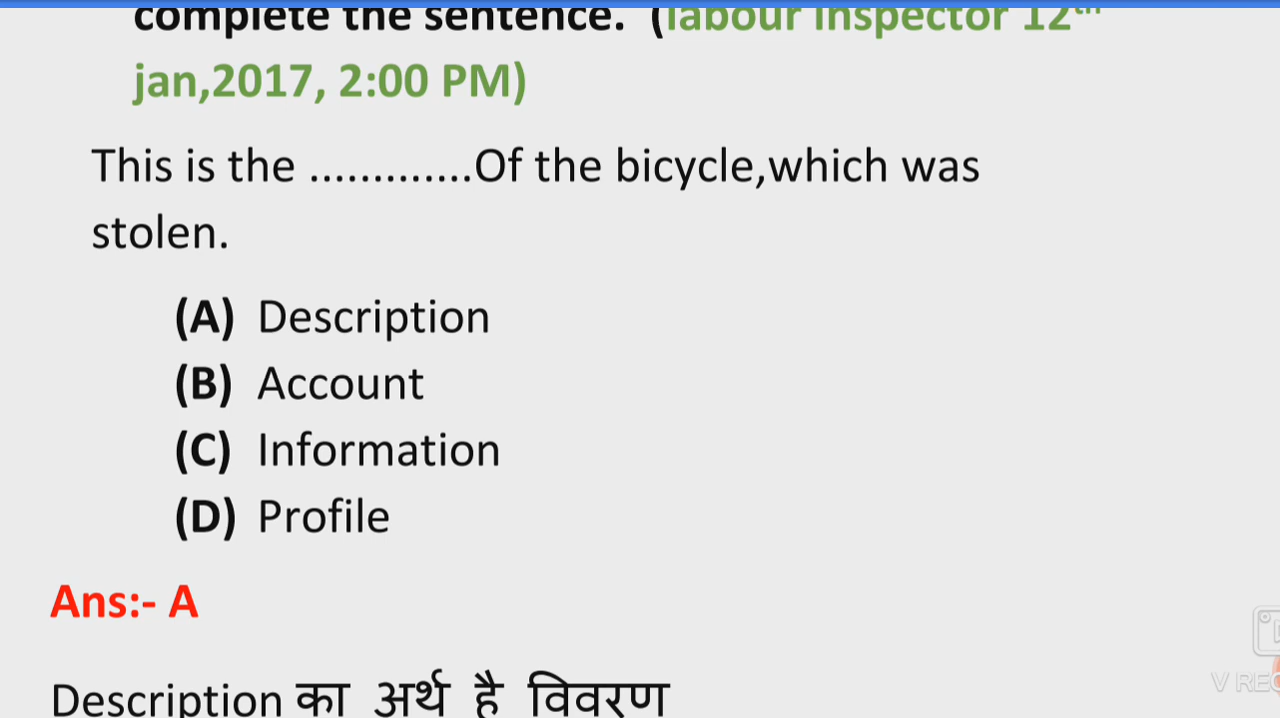 complete the sentence. (labour inspector 12th
jan,2017, 2:00 PM)
This is the .............Of the bicycle,which was
stolen.
(A) Description
(B) Account
(C) Information
(D) Profile
Ans:- A
Description का अर्थ है विवरण
V REC